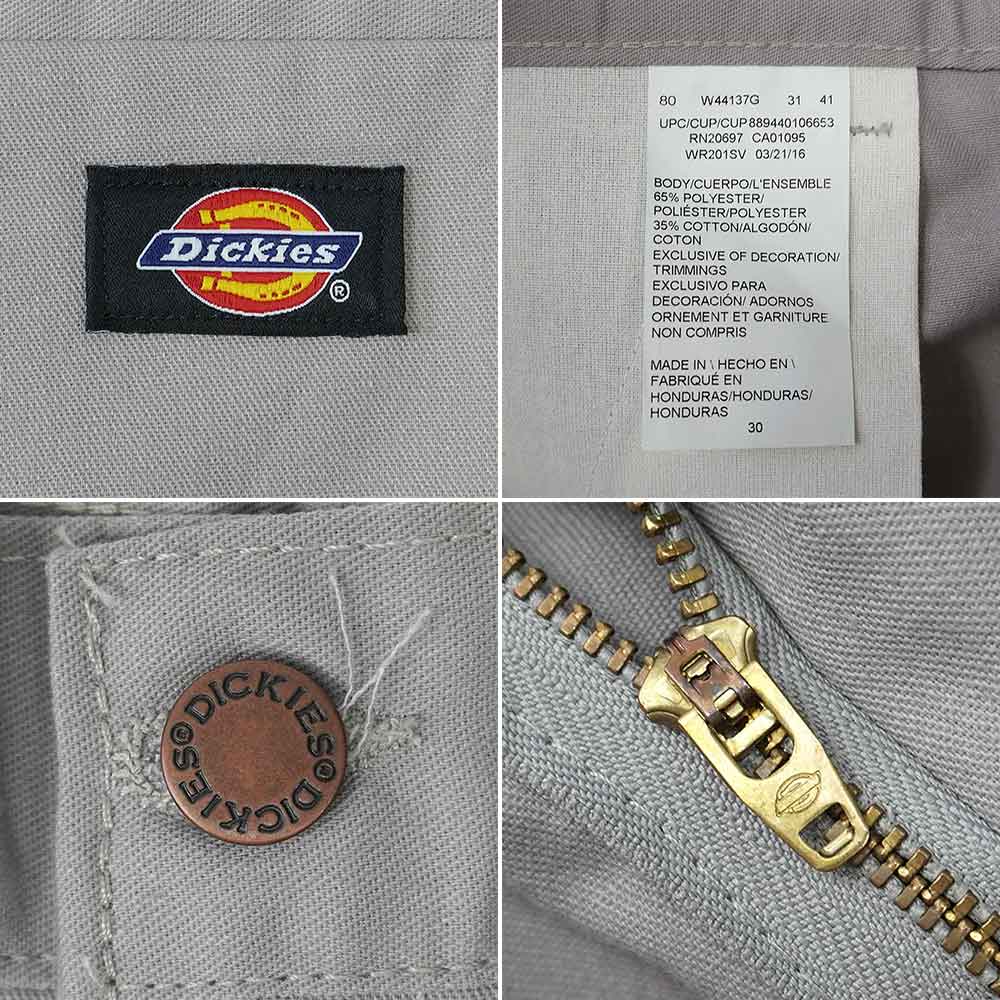 Dickies
®
80 W44137G 31 41
UPC/CUP/CUP 889440106653
RN20697 CA01095
WR201SV 03/21/16
BODY/CUERPO/L'ENSEMBLE
65% POLYESTER/
POLIÉSTER/POLYESTER
35% COTTON/ALGODÓN/
COTON
EXCLUSIVE OF DECORATION/
TRIMMINGS
EXCLUSIVO PARA
DECORACIÓN/ ADORNOS
ORNEMENT ET GARNITURE
NON COMPRIS
MADE IN \ HECHO EN \
FABRIQUÉ EN
HONDURAS/HONDURAS/
HONDURAS
30
DICKIES® DICKIES®